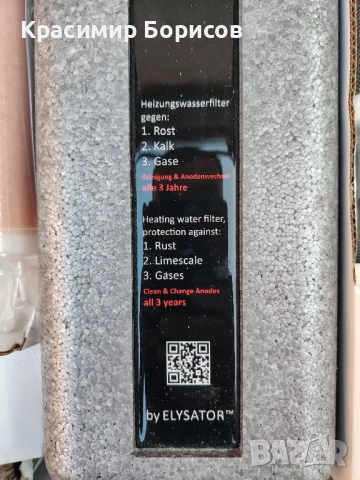 Красимир Борисов
Heizungswasserfilter
gegen:
1. Rost
2. Kalk
3. Gase
Reinigung & Anodenwechsel
alle 3 Jahre
Heating water filter,
protection against:
1. Rust
2. Limescale
3. Gases
Clean & Change Anodes
all 3 years
by ELYSATOR™
bazar